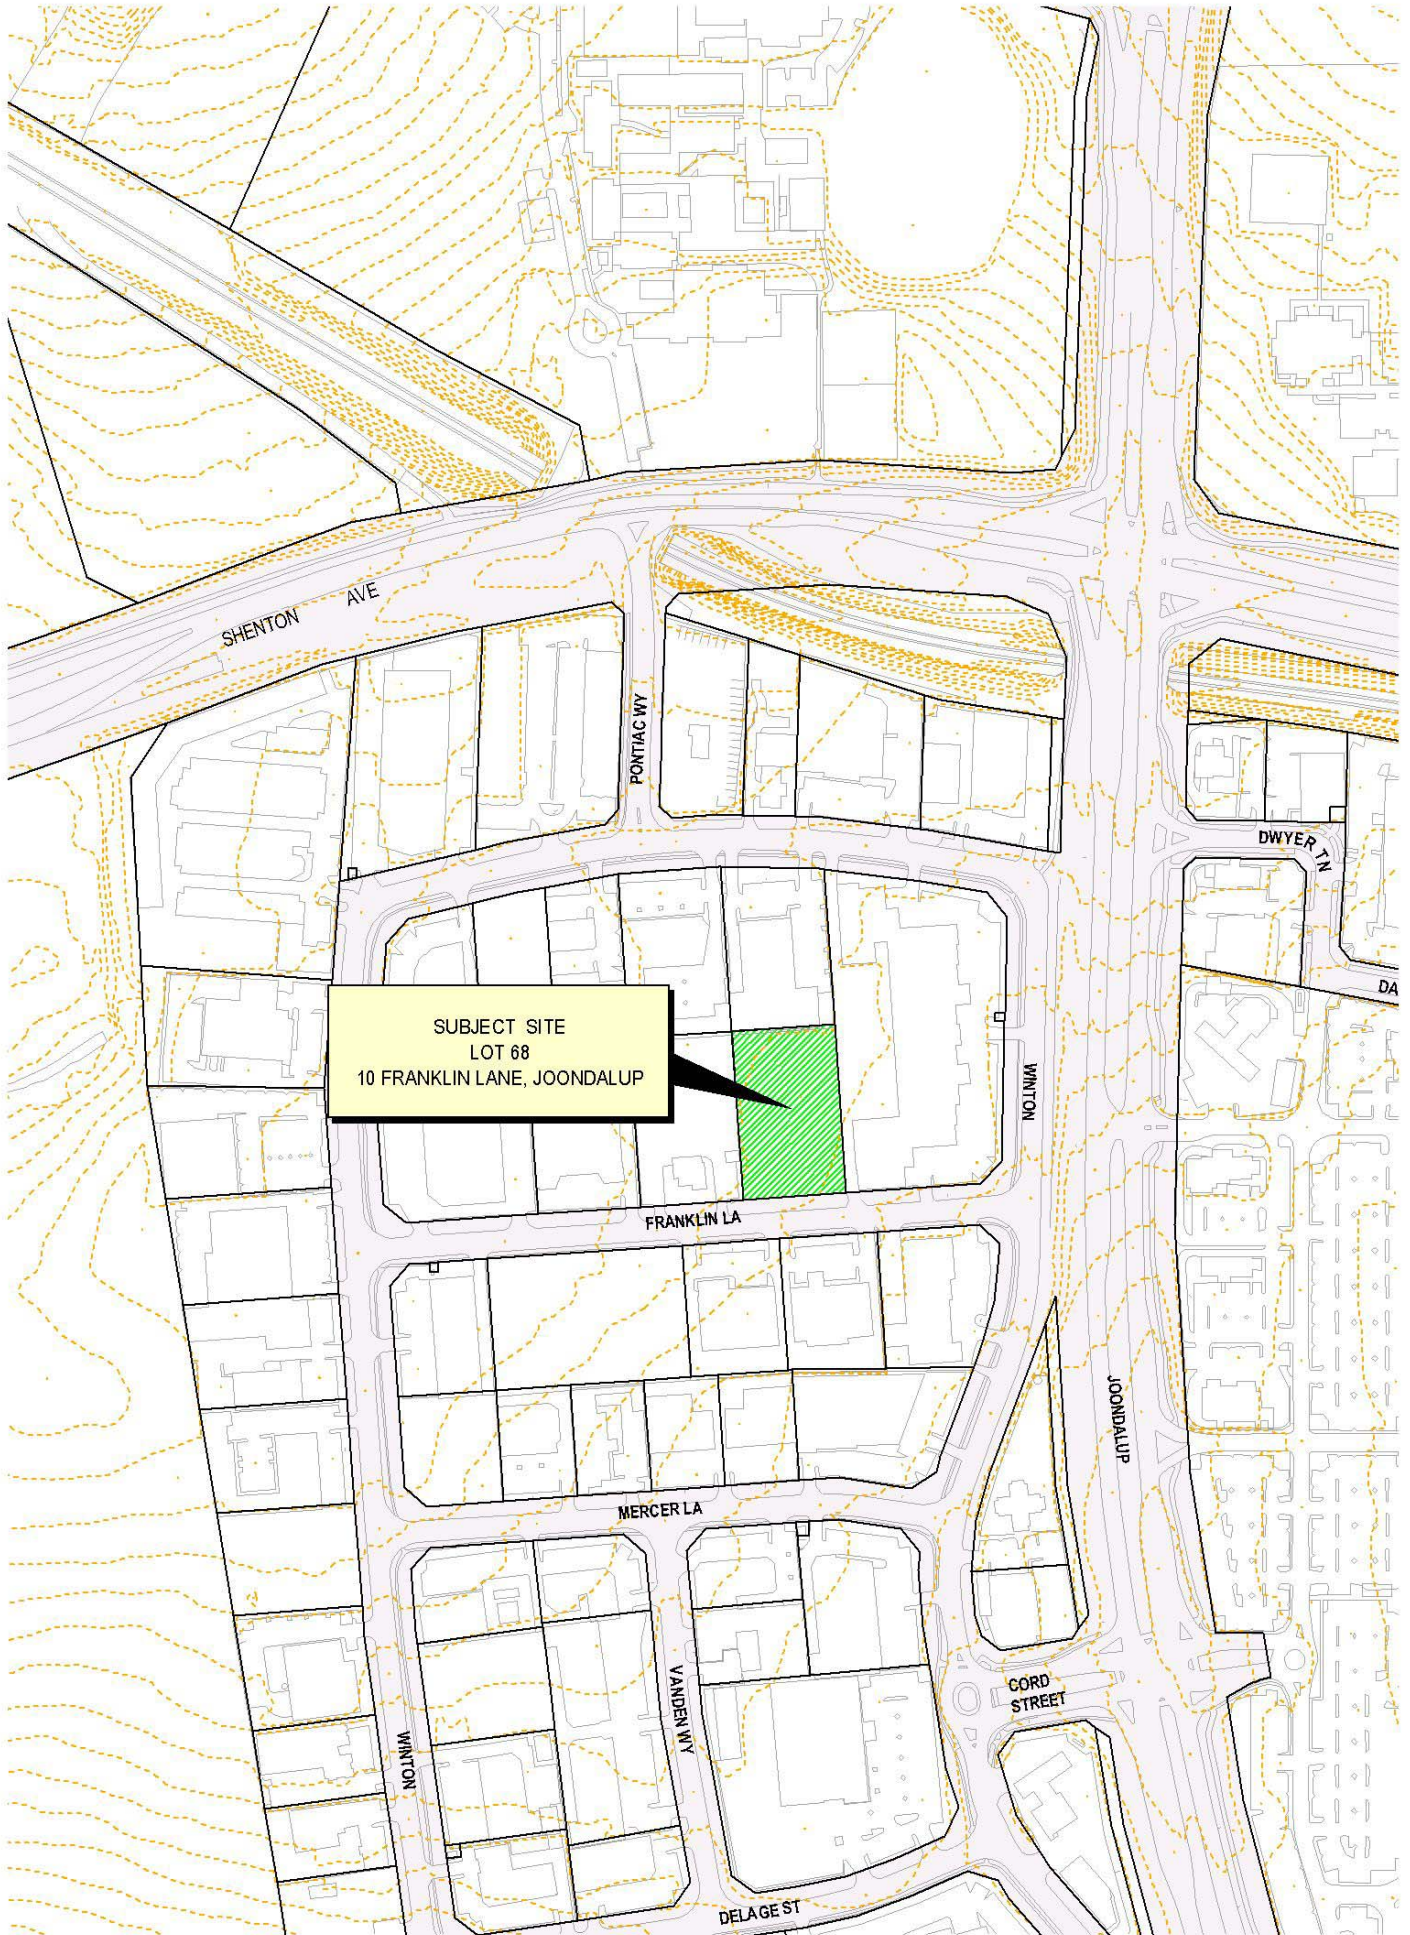 SHENTON AVE
PONTIAC WY
DWYER TN
DA
SUBJECT SITE
LOT 68
10 FRANKLIN LANE, JOONDALUP
WINTON
FRANKLIN LA
JOONDALUP
MERCER LA
CORD
STREET
VANDEN WY
WINTON
DELAGE ST